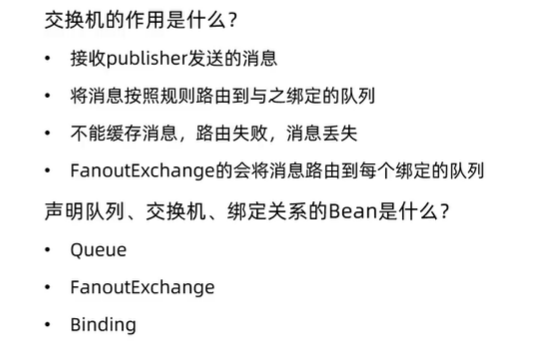 交换机的作用是什么？
• 接收publisher发送的消息
• 将消息按照规则路由到与之绑定的队列
• 不能缓存消息，路由失败，消息丢失
• FanoutExchange的会将消息路由到每个绑定的队列
声明队列、交换机、绑定关系的Bean是什么？
• Queue
• FanoutExchange
• Binding